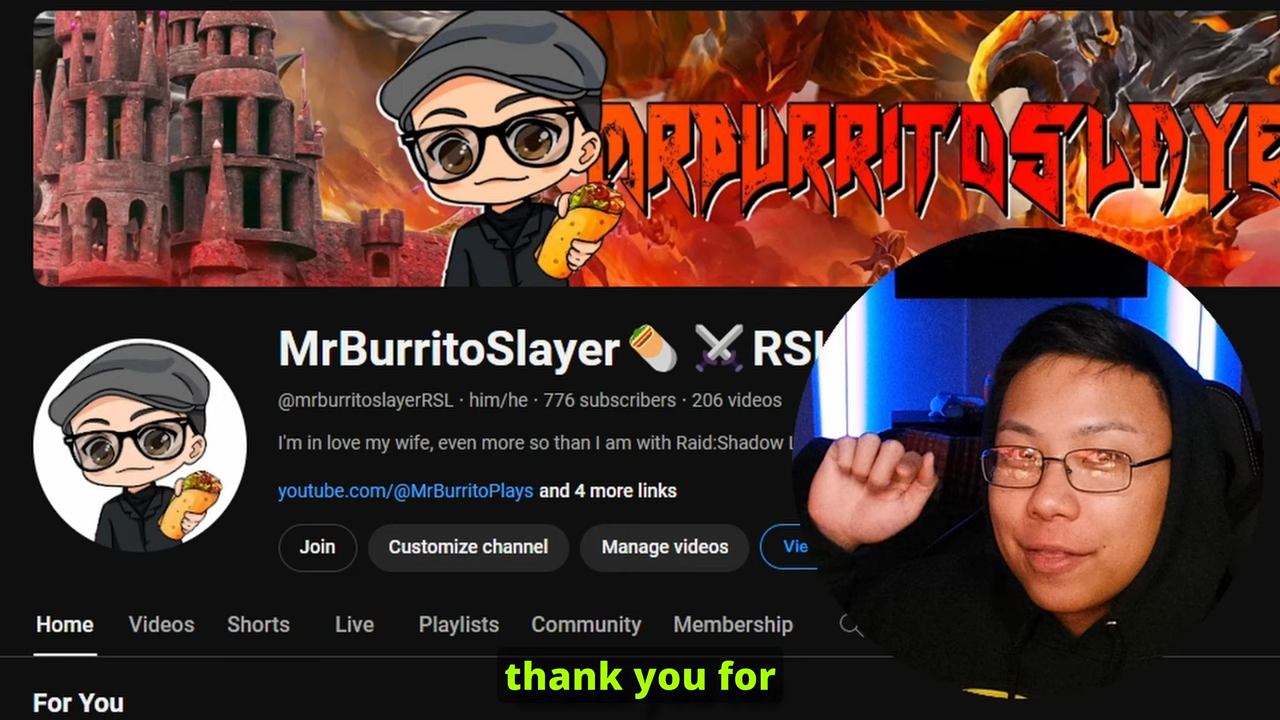 MRBURRITOSLAYE
MrBurritoSlayer🌯 ⚔️ RSL
@mrburritoslayerRSL · him/he · 776 subscribers · 206 videos
I'm in love my wife, even more so than I am with Raid:Shadow L
youtube.com/@MrBurritoPlays and 4 more links
Join Customize channel Manage videos Vie
Home Videos Shorts Live Playlists Community Membership
thank you for
For You